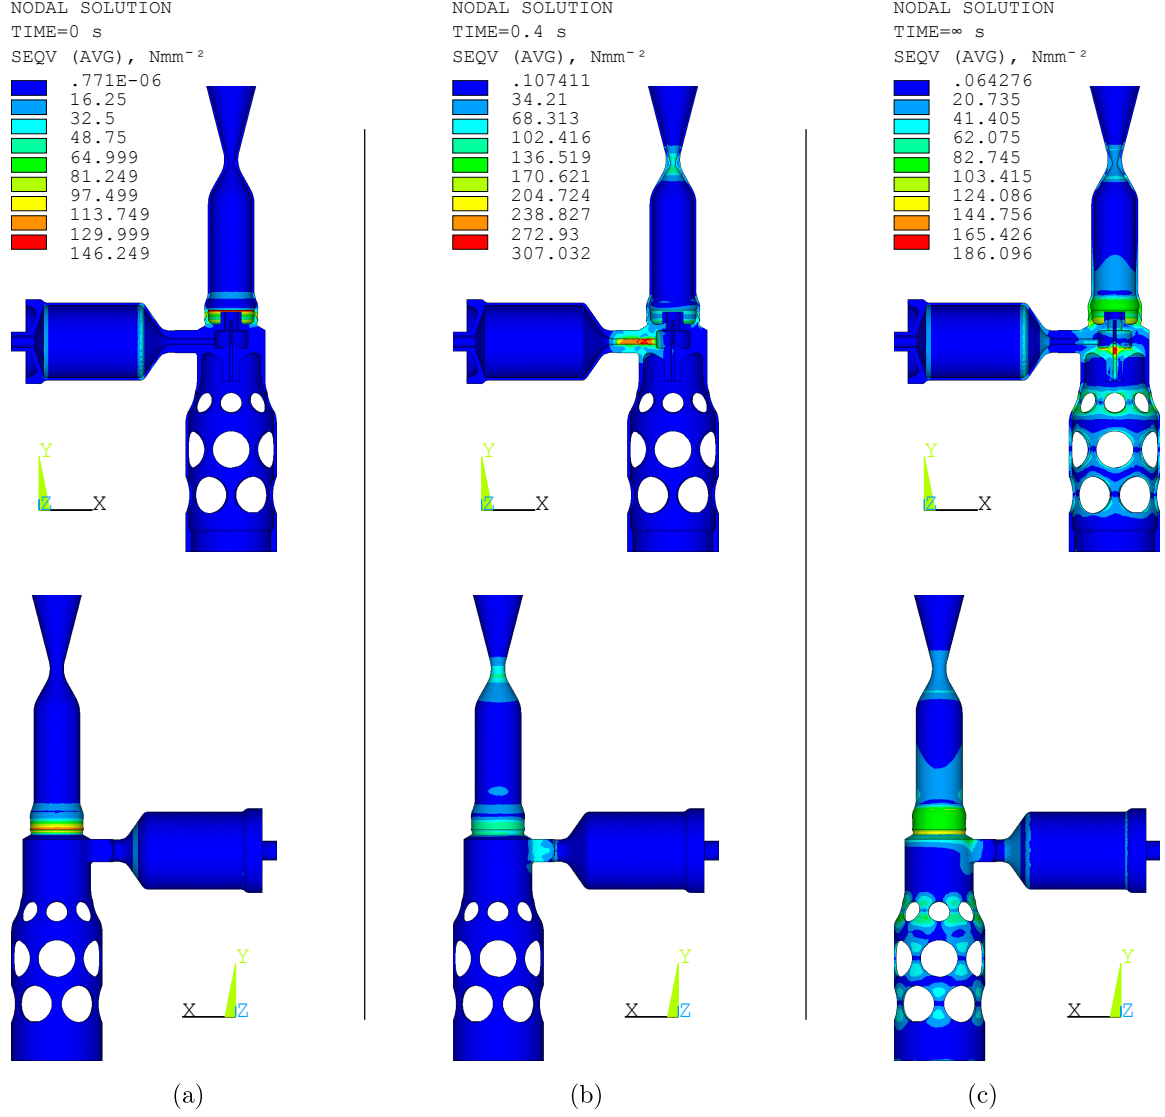 NODAL SOLUTION
TIME=0 s
SEQV (AVG), Nmm⁻²
.771E-06
16.25
32.5
48.75
64.999
81.249
97.499
113.749
129.999
146.249
Y
Z
X
X
Y
Z
(a)
NODAL SOLUTION
TIME=0.4 s
SEQV (AVG), Nmm⁻²
.107411
34.21
68.313
102.416
136.519
170.621
204.724
238.827
272.93
307.032
Y
Z
X
X
Y
Z
(b)
NODAL SOLUTION
TIME=∞ s
SEQV (AVG), Nmm⁻²
.064276
20.735
41.405
62.075
82.745
103.415
124.086
144.756
165.426
186.096
Y
Z
X
X
Y
Z
(c)